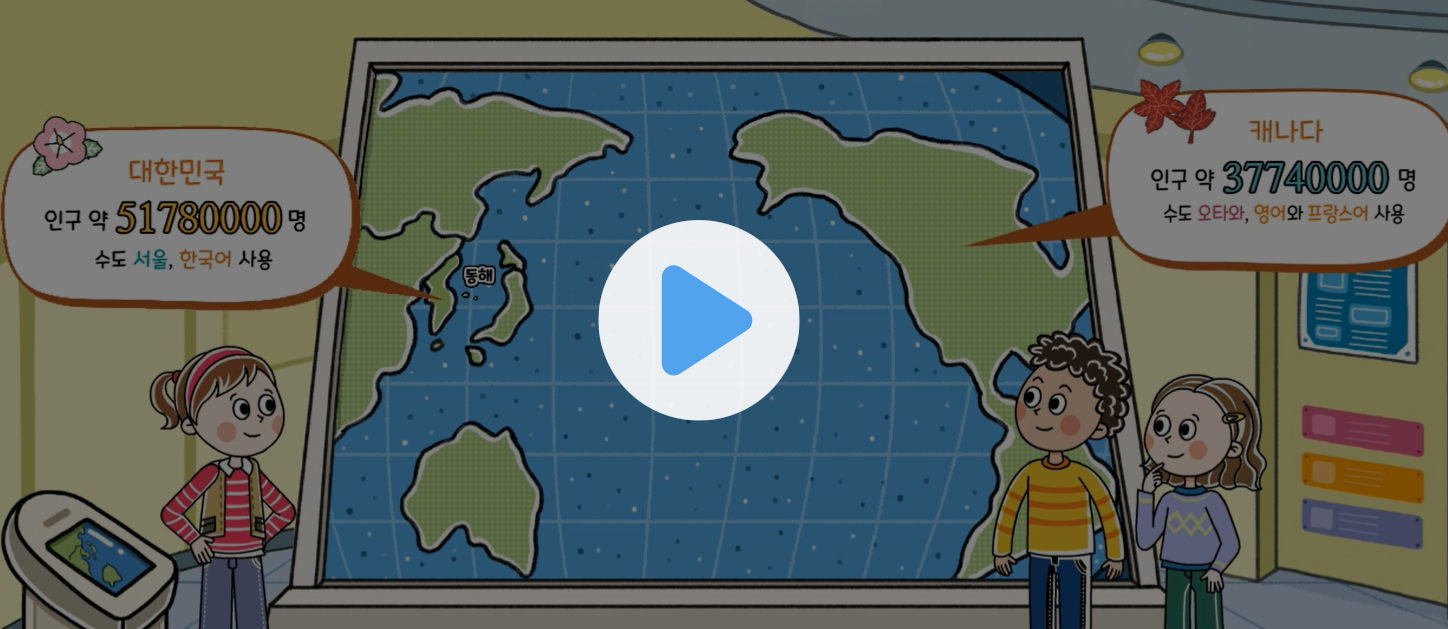 대한민국
인구 약 51780000 명
수도 서울, 한국어 사용
동해
캐나다
인구 약 37740000 명
수도 오타와, 영어와 프랑스어 사용